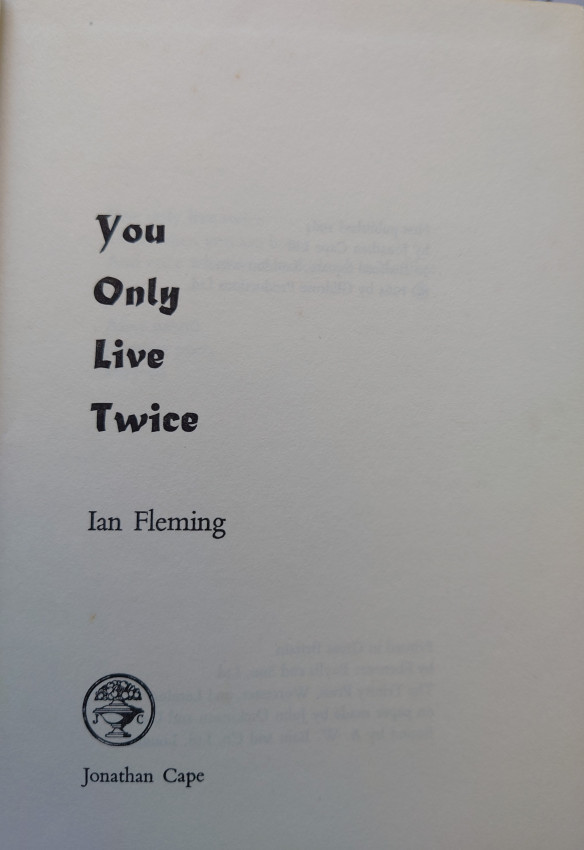 You
Only
Live
Twice
Ian Fleming
J C
Jonathan Cape